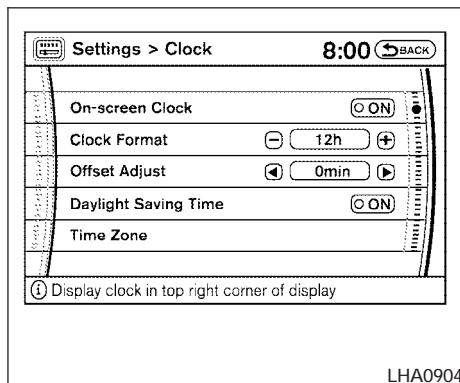 Settings > Clock 8:00 BACK
On-screen Clock ON
Clock Format − 12h +
Offset Adjust 0min
Daylight Saving Time ON
Time Zone
i Display clock in top right corner of display
LHA0904